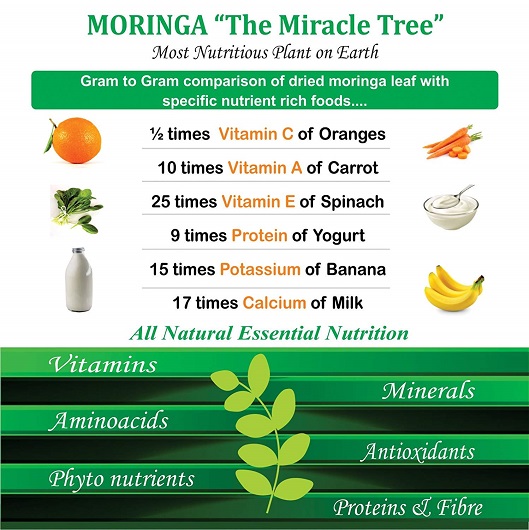 MORINGA “The Miracle Tree”
Most Nutritious Plant on Earth
Gram to Gram comparison of dried moringa leaf with
specific nutrient rich foods....
½ times Vitamin C of Oranges
10 times Vitamin A of Carrot
25 times Vitamin E of Spinach
9 times Protein of Yogurt
15 times Potassium of Banana
17 times Calcium of Milk
All Natural Essential Nutrition
Vitamins
Minerals
Aminoacids
Antioxidants
Phyto nutrients
Proteins & Fibre